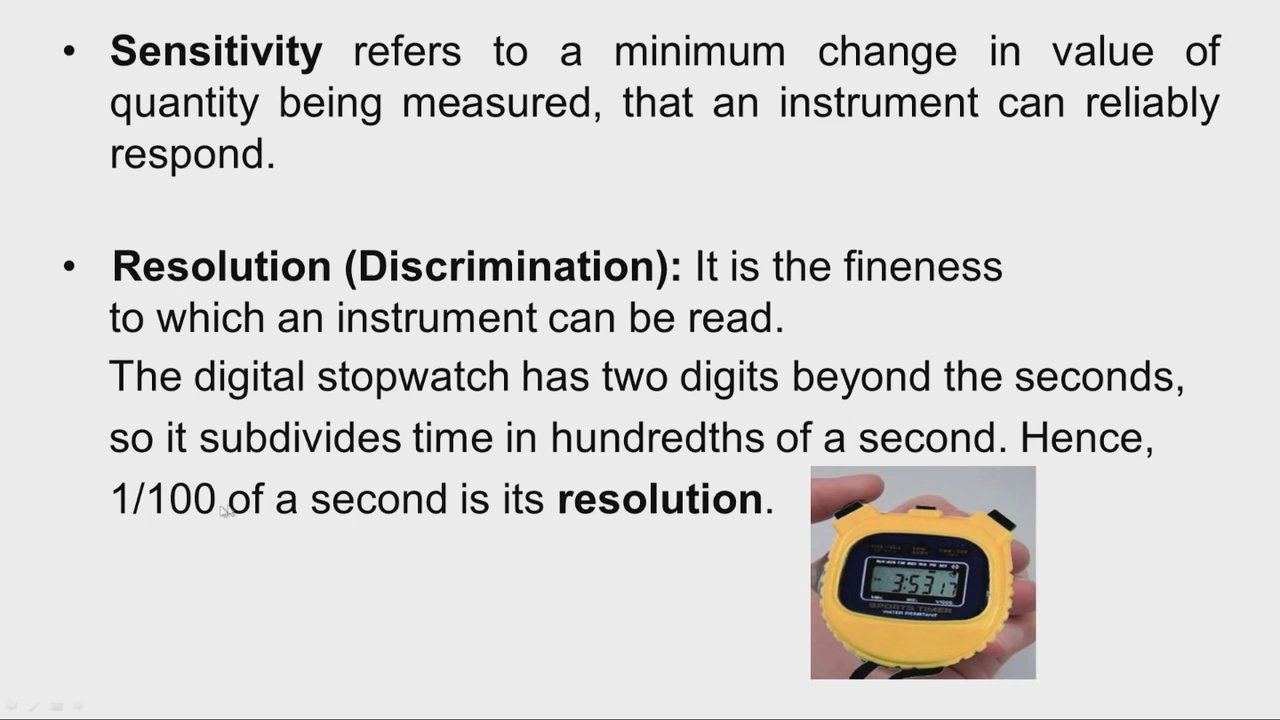 • Sensitivity refers to a minimum change in value of
quantity being measured, that an instrument can reliably
respond.
• Resolution (Discrimination): It is the fineness
to which an instrument can be read.
The digital stopwatch has two digits beyond the seconds,
so it subdivides time in hundredths of a second. Hence,
1/100 of a second is its resolution.
3:53 17
SPORTS TIMER
WATER RESISTANT